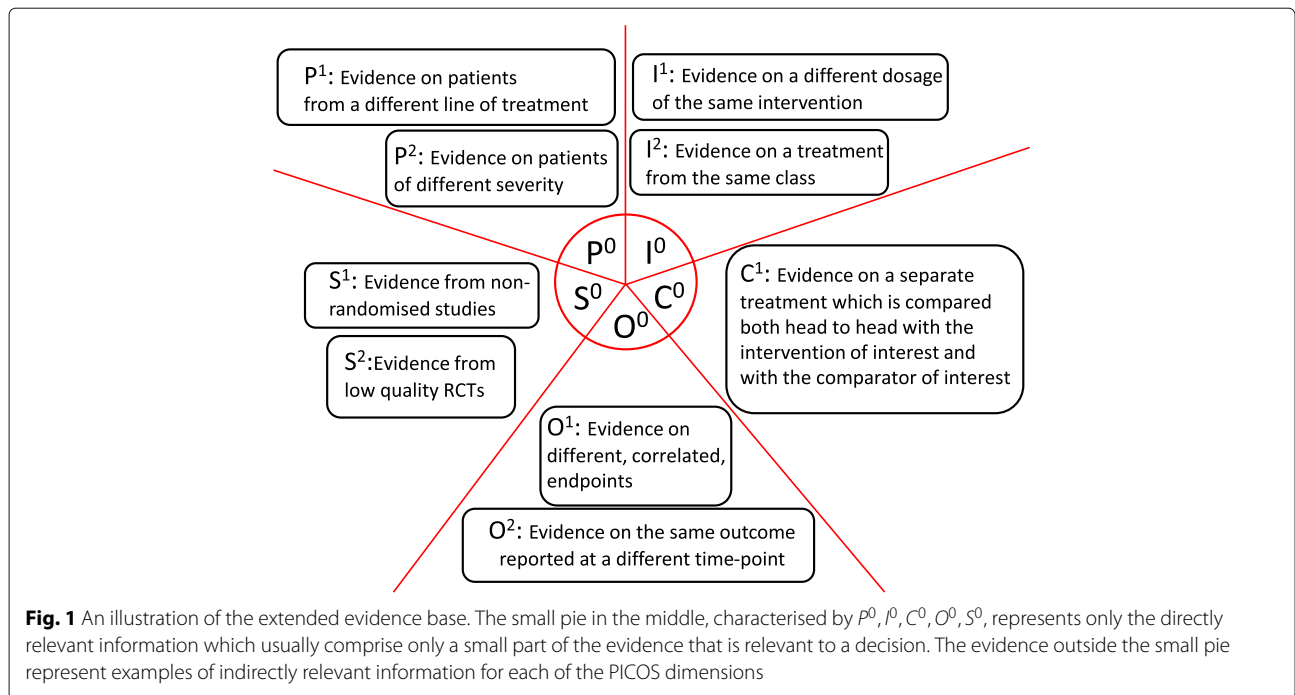 P⁰
I⁰
C⁰
O⁰
S⁰
P¹: Evidence on patients
from a different line of treatment
P²: Evidence on patients
of different severity
I¹: Evidence on a different dosage
of the same intervention
I²: Evidence on a treatment
from the same class
C¹: Evidence on a separate
treatment which is compared
both head to head with the
intervention of interest and
with the comparator of interest
O¹: Evidence on
different, correlated,
endpoints
O²: Evidence on the same outcome
reported at a different time-point
S¹: Evidence from non-
randomised studies
S²:Evidence from
low quality RCTs
Fig. 1 An illustration of the extended evidence base. The small pie in the middle, characterised by P⁰, I⁰, C⁰, O⁰, S⁰, represents only the directly
relevant information which usually comprise only a small part of the evidence that is relevant to a decision. The evidence outside the small pie
represent examples of indirectly relevant information for each of the PICOS dimensions